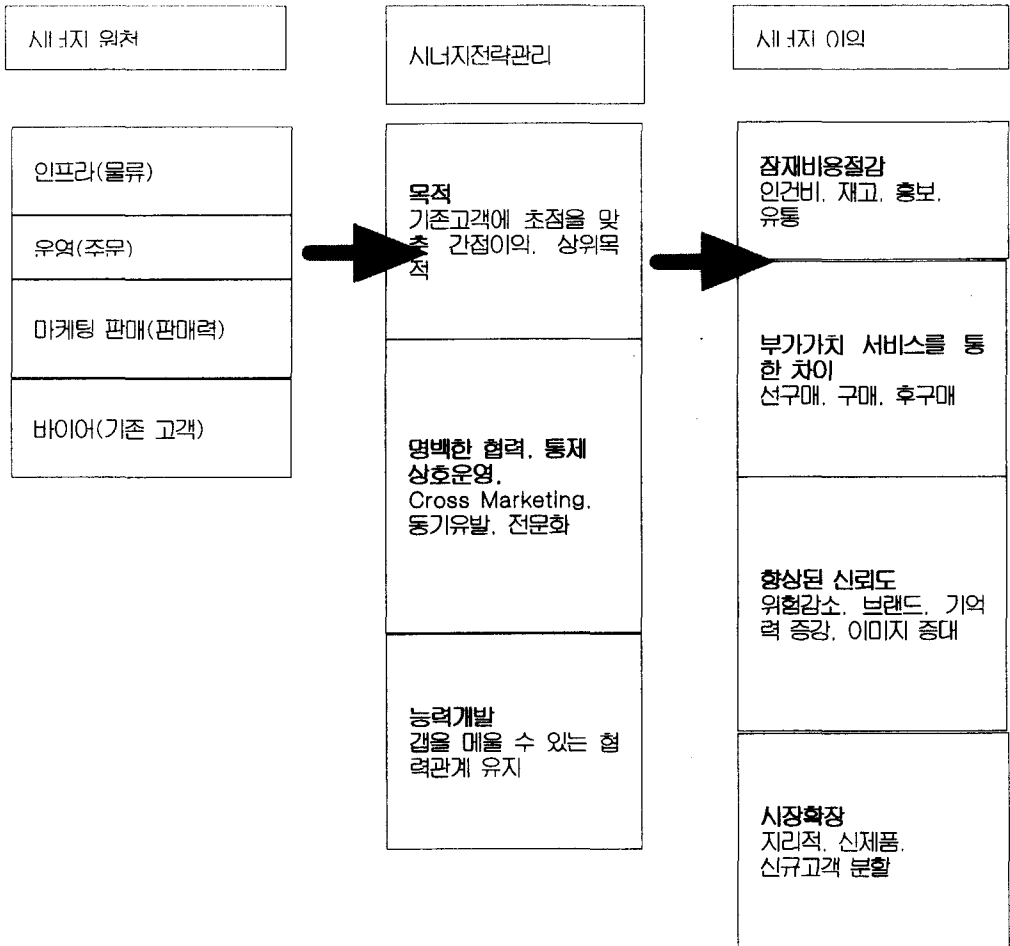 시너지 원천
시너지전략관리
시너지 이익
인프라(물류)
운영(주문)
마케팅 판매(판매력)
바이어(기존 고객)
목적
기존고객에 초점을 맞
춘 간접이익, 상위목
적
명백한 협력, 통제
상호운영,
Cross Marketing,
동기유발, 전문화
능력개발
갭을 메울 수 있는 협
력관계 유지
잠재비용절감
인건비, 재고, 홍보,
유통
부가가치 서비스를 통
한 차이
선구매, 구매, 후구매
향상된 신뢰도
위험감소, 브랜드, 기억
력 증강, 이미지 증대
시장확장
지리적, 신제품,
신규고객 분할